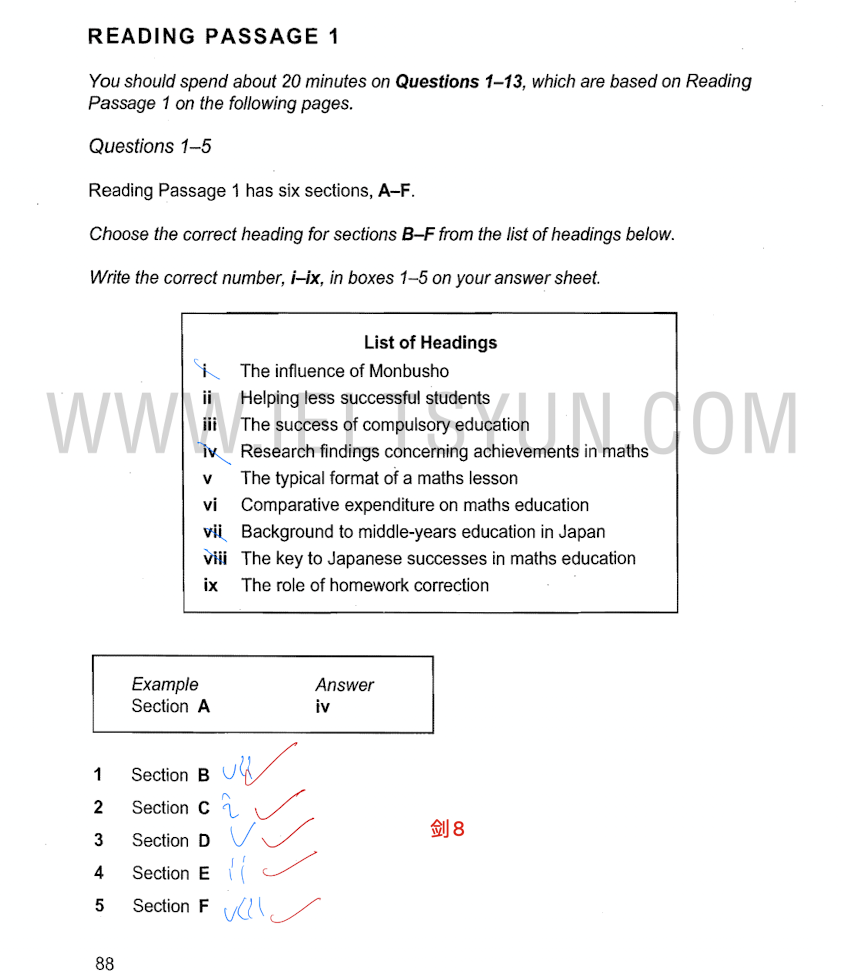 READING PASSAGE 1
You should spend about 20 minutes on Questions 1–13, which are based on Reading
Passage 1 on the following pages.
Questions 1–5
Reading Passage 1 has six sections, A–F.
Choose the correct heading for sections B–F from the list of headings below.
Write the correct number, i–ix, in boxes 1–5 on your answer sheet.
List of Headings
i The influence of Monbusho
ii Helping less successful students
iii The success of compulsory education
iv Research findings concerning achievements in maths
v The typical format of a maths lesson
vi Comparative expenditure on maths education
vii Background to middle-years education in Japan
viii The key to Japanese successes in maths education
ix The role of homework correction
WWW.IELTSYUN.COM
Example Answer
Section A iv
1 Section B vii
2 Section C i
3 Section D v
4 Section E ii
5 Section F viii
剑8
88